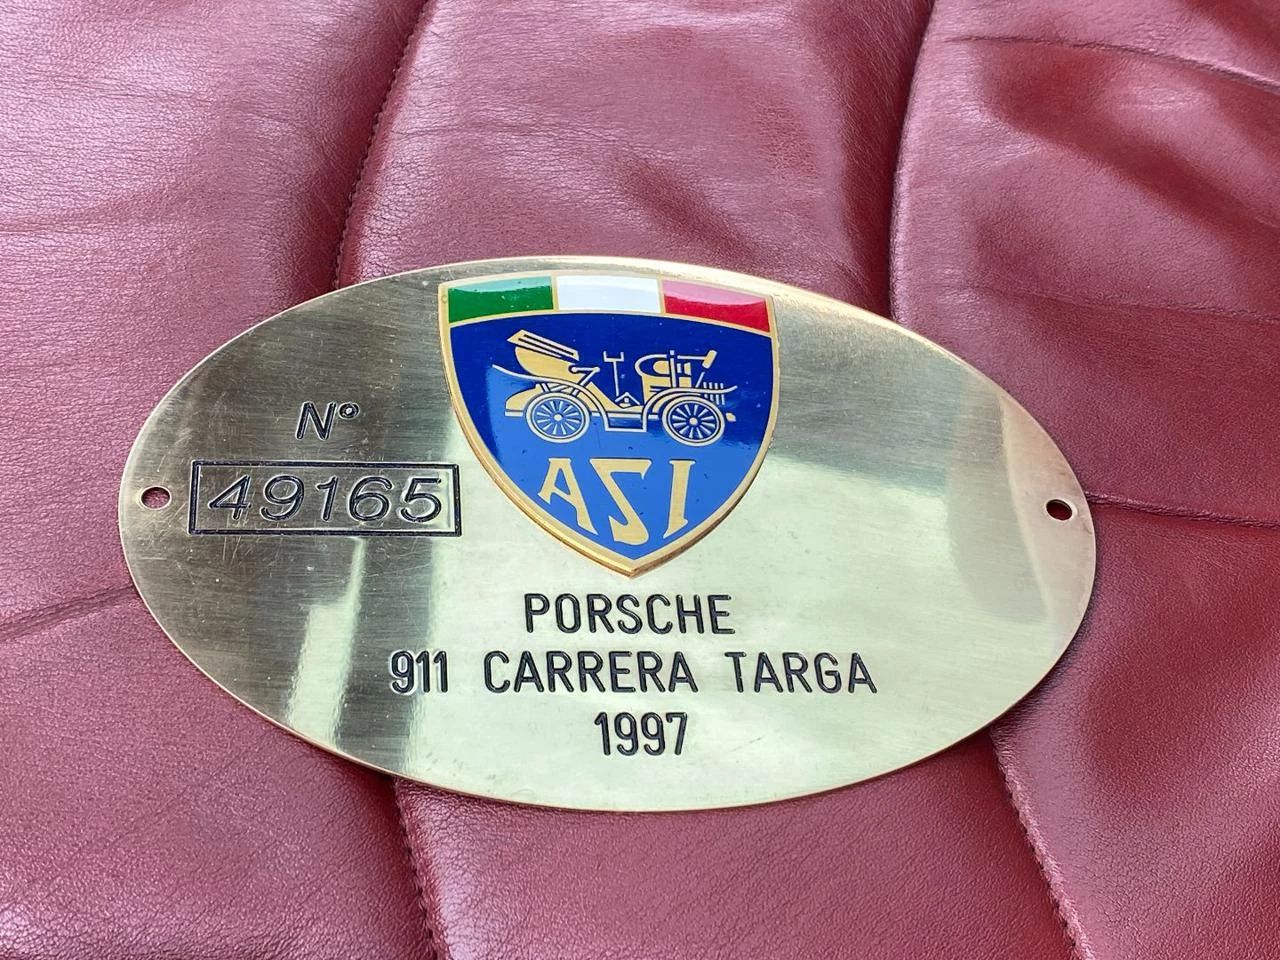 ASI
N°
49165
PORSCHE
911 CARRERA TARGA
1997